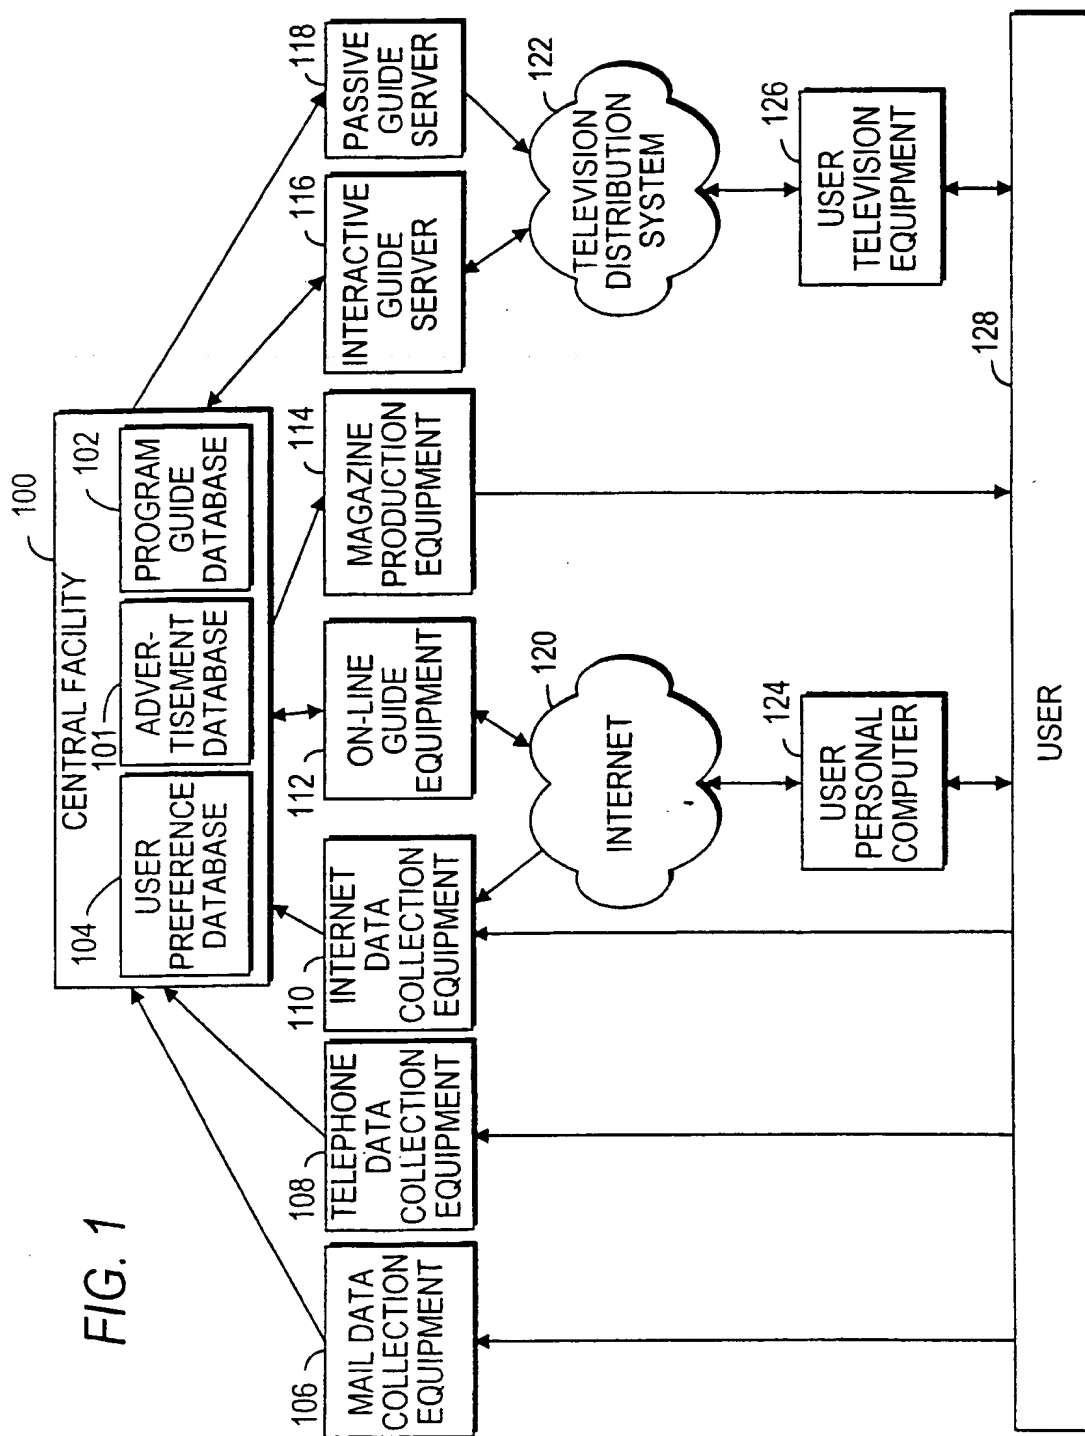 FIG. 1
100
CENTRAL FACILITY
104
USER
PREFERENCE
DATABASE
101
ADVER-
TISEMENT
DATABASE
102
PROGRAM
GUIDE
DATABASE
106
MAIL DATA
COLLECTION
EQUIPMENT
108
TELEPHONE
DATA
COLLECTION
EQUIPMENT
110
INTERNET
DATA
COLLECTION
EQUIPMENT
112
ON-LINE
GUIDE
EQUIPMENT
114
MAGAZINE
PRODUCTION
EQUIPMENT
116
INTERACTIVE
GUIDE
SERVER
118
PASSIVE
GUIDE
SERVER
120
INTERNET
122
TELEVISION
DISTRIBUTION
SYSTEM
124
USER
PERSONAL
COMPUTER
126
USER
TELEVISION
EQUIPMENT
128
USER